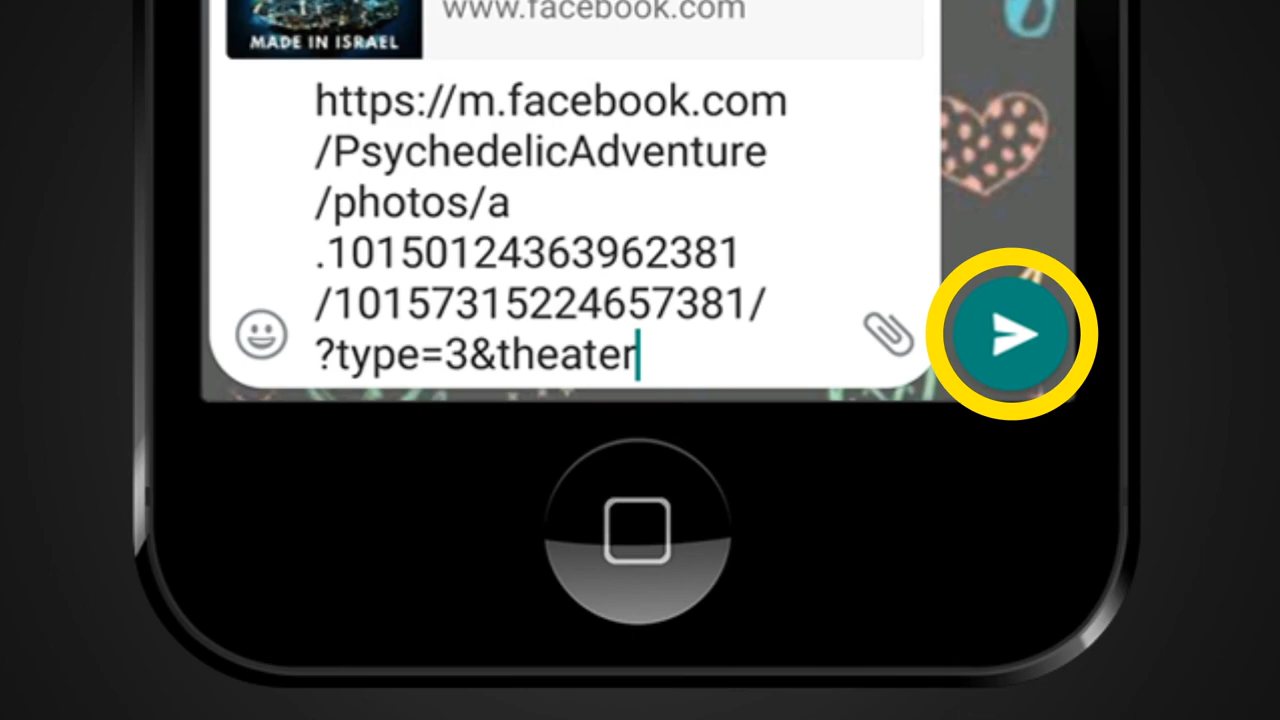 www.facebook.com
MADE IN ISRAEL
https://m.facebook.com
/PsychedelicAdventure
/photos/a
.10150124363962381
/10157315224657381/
?type=3&theater